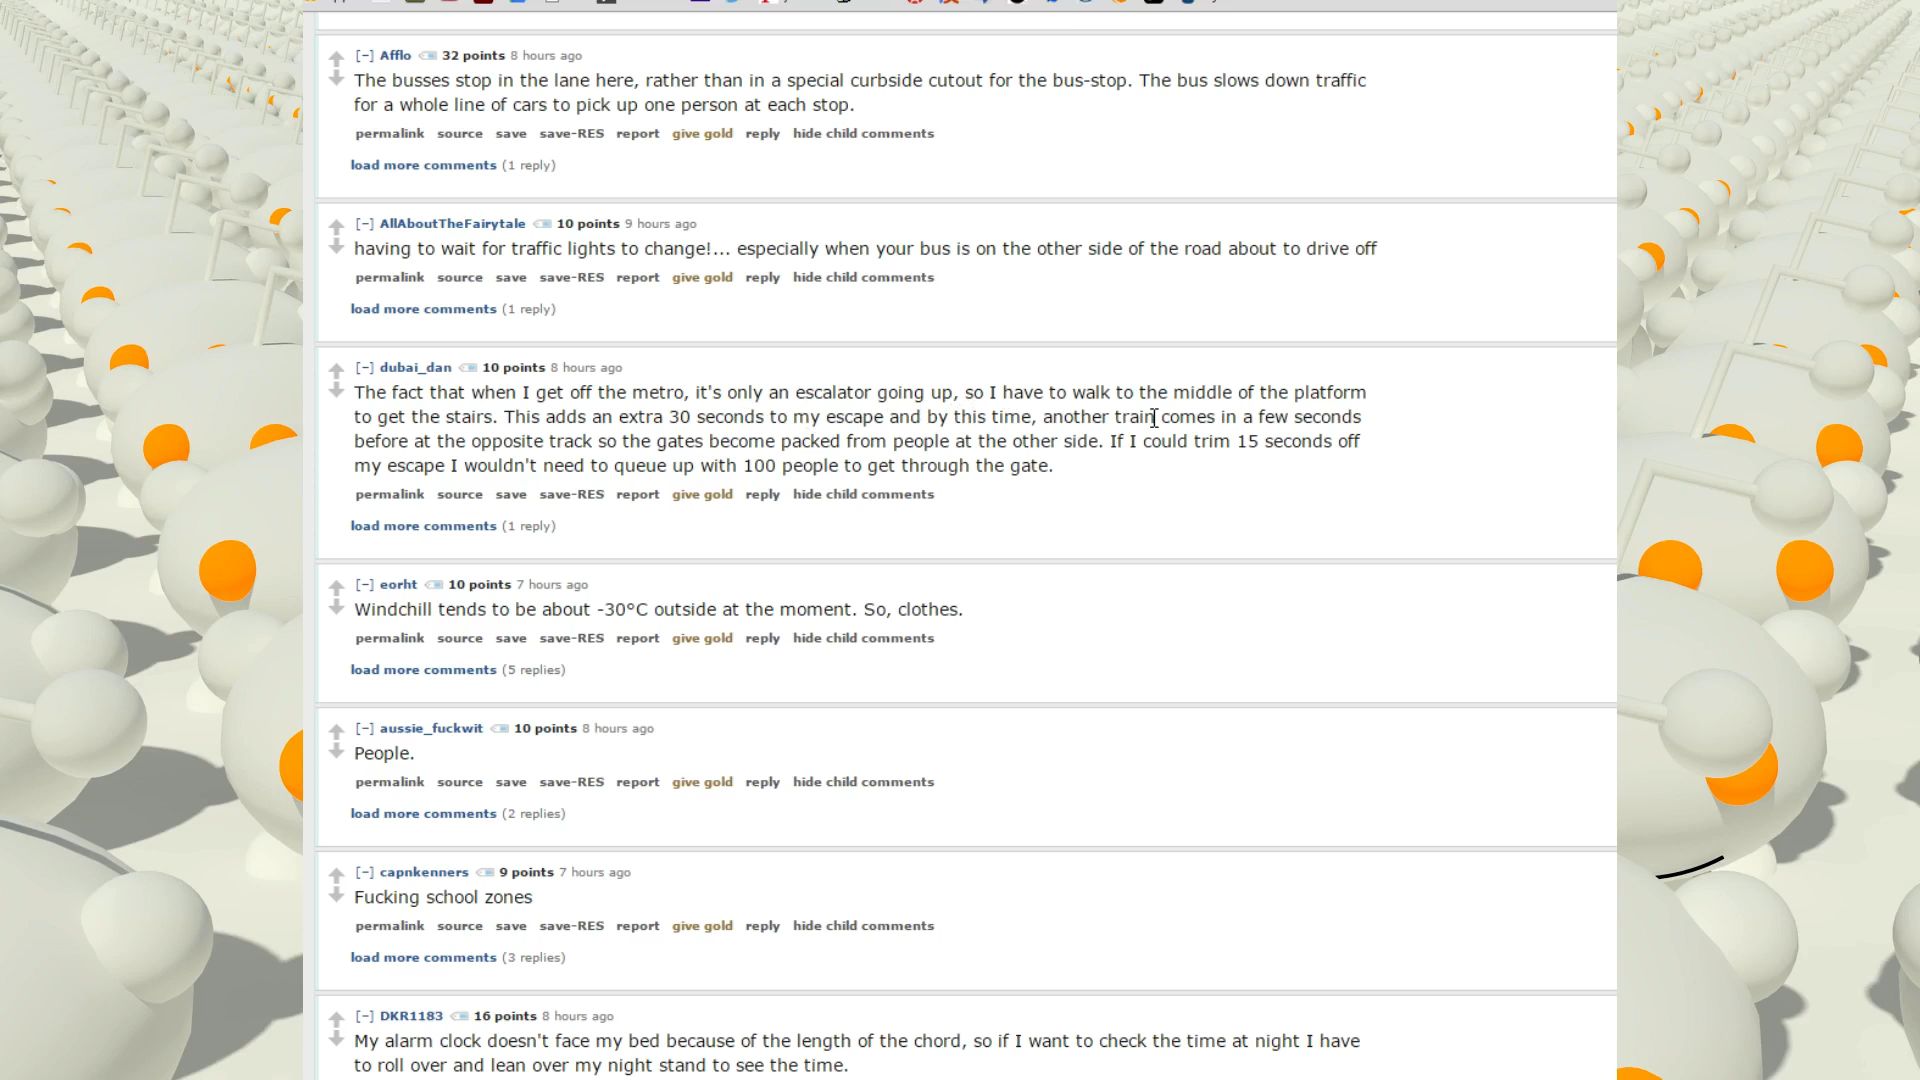 [-] Afflo 32 points 8 hours ago
The busses stop in the lane here, rather than in a special curbside cutout for the bus-stop. The bus slows down traffic
for a whole line of cars to pick up one person at each stop.
permalink source save save-RES report give gold reply hide child comments
load more comments (1 reply)
[-] AllAboutTheFairytale 10 points 9 hours ago
having to wait for traffic lights to change!... especially when your bus is on the other side of the road about to drive off
permalink source save save-RES report give gold reply hide child comments
load more comments (1 reply)
[-] dubai_dan 10 points 8 hours ago
The fact that when I get off the metro, it's only an escalator going up, so I have to walk to the middle of the platform
to get the stairs. This adds an extra 30 seconds to my escape and by this time, another train comes in a few seconds
before at the opposite track so the gates become packed from people at the other side. If I could trim 15 seconds off
my escape I wouldn't need to queue up with 100 people to get through the gate.
permalink source save save-RES report give gold reply hide child comments
load more comments (1 reply)
[-] eorht 10 points 7 hours ago
Windchill tends to be about -30°C outside at the moment. So, clothes.
permalink source save save-RES report give gold reply hide child comments
load more comments (5 replies)
[-] aussie_fuckwit 10 points 8 hours ago
People.
permalink source save save-RES report give gold reply hide child comments
load more comments (2 replies)
[-] capnkenners 9 points 7 hours ago
Fucking school zones
permalink source save save-RES report give gold reply hide child comments
load more comments (3 replies)
[-] DKR1183 16 points 8 hours ago
My alarm clock doesn't face my bed because of the length of the chord, so if I want to check the time at night I have
to roll over and lean over my night stand to see the time.